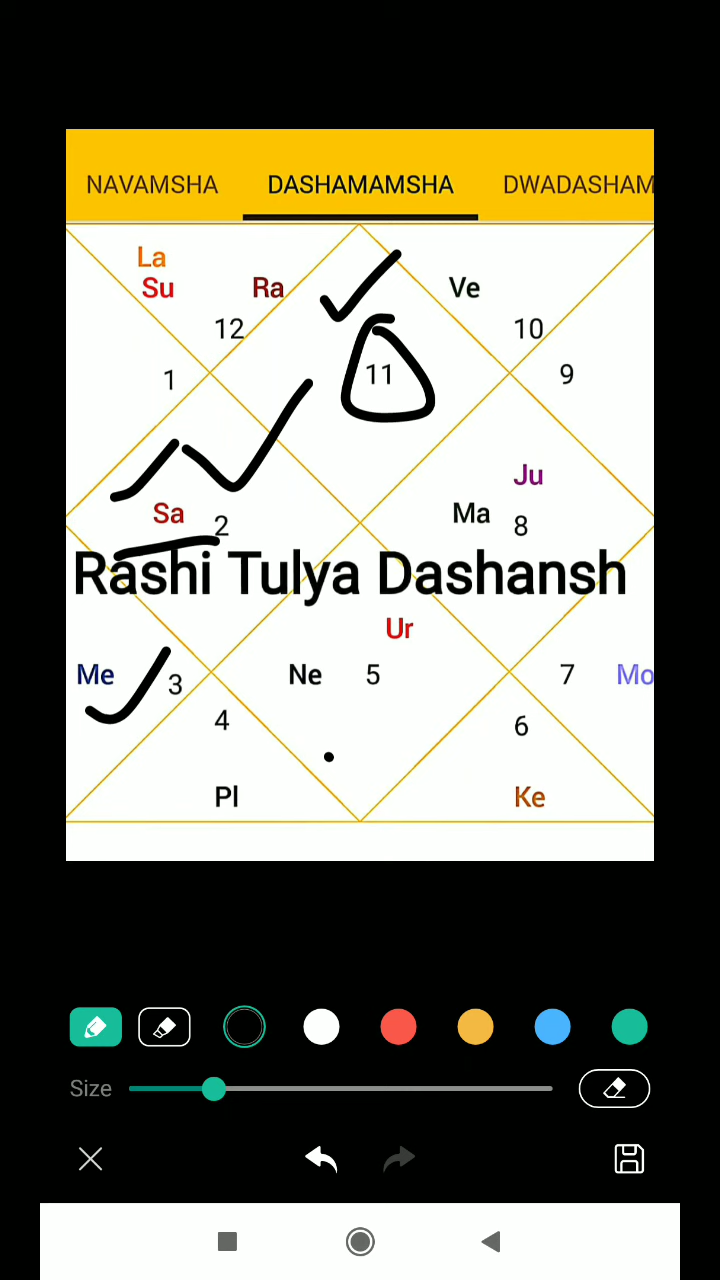 NAVAMSHA DASHAMAMSHA DWADASHAM
La
Su Ra Ve
12 10
1 11 9
Ju
Sa 2 Ma 8
Rashi Tulya Dashansh
Ur
Me 3 Ne 5 7 Mo
4 6
Pl Ke
Size